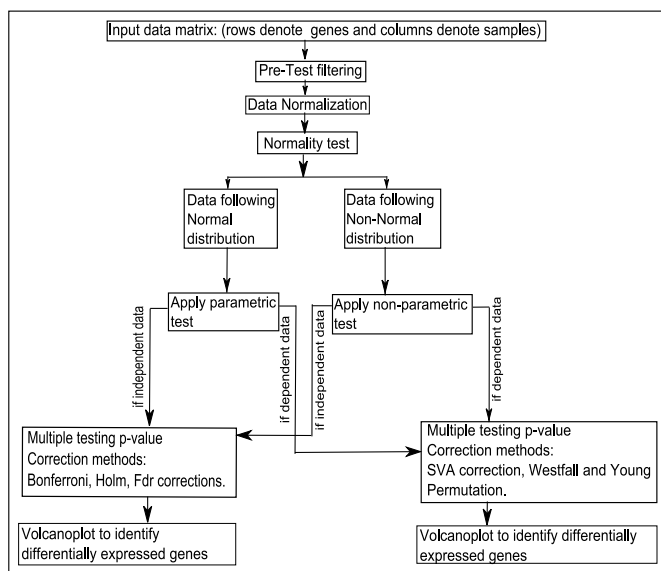 Input data matrix: (rows denote genes and columns denote samples)
Pre-Test filtering
Data Normalization
Normality test
Data following
Normal
distribution
Data following
Non-Normal
distribution
Apply parametric
test
Apply non-parametric
test
if independent data
if dependent data
if independent data
if dependent data
Multiple testing p-value
Correction methods:
Bonferroni, Holm, Fdr corrections.
Multiple testing p-value
Correction methods:
SVA correction, Westfall and Young
Permutation.
Volcanoplot to identify
differentially expressed genes
Volcanoplot to identify differentially
expressed genes